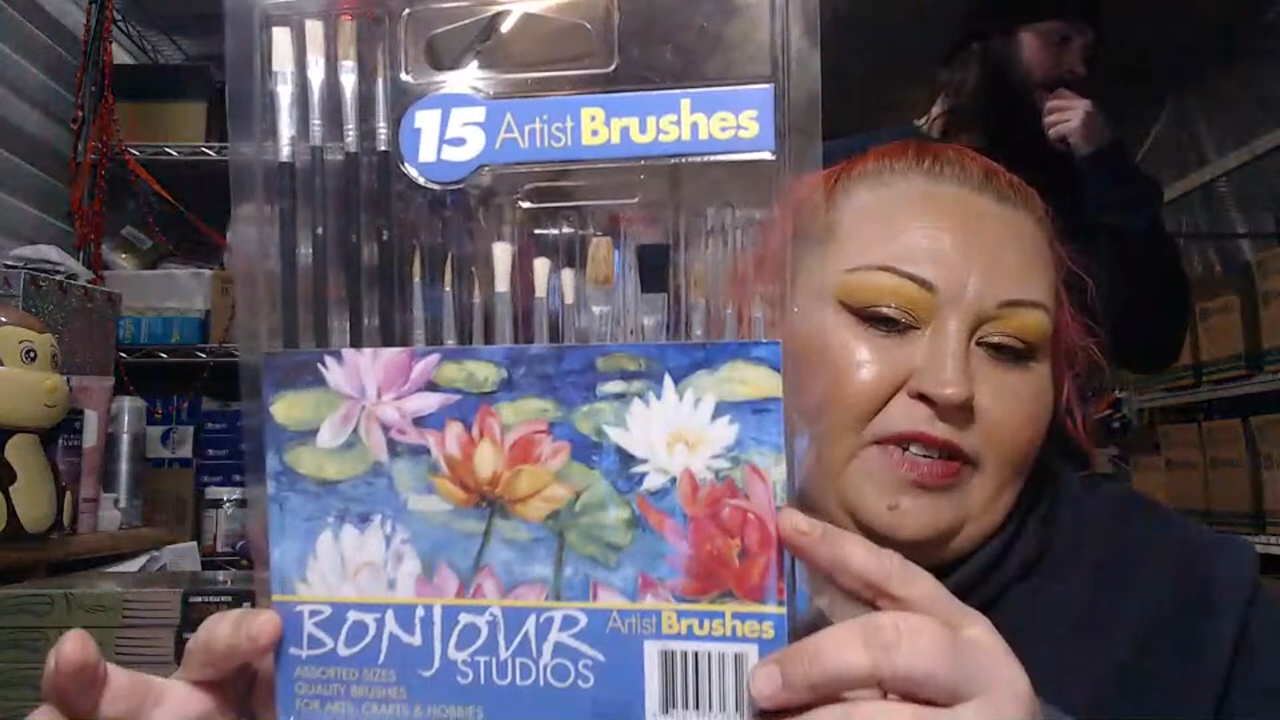 15 Artist Brushes
BONJOUR
STUDIOS
Artist Brushes
ASSORTED SIZES
QUALITY BRUSHES
FOR ARTS, CRAFTS & HOBBIES